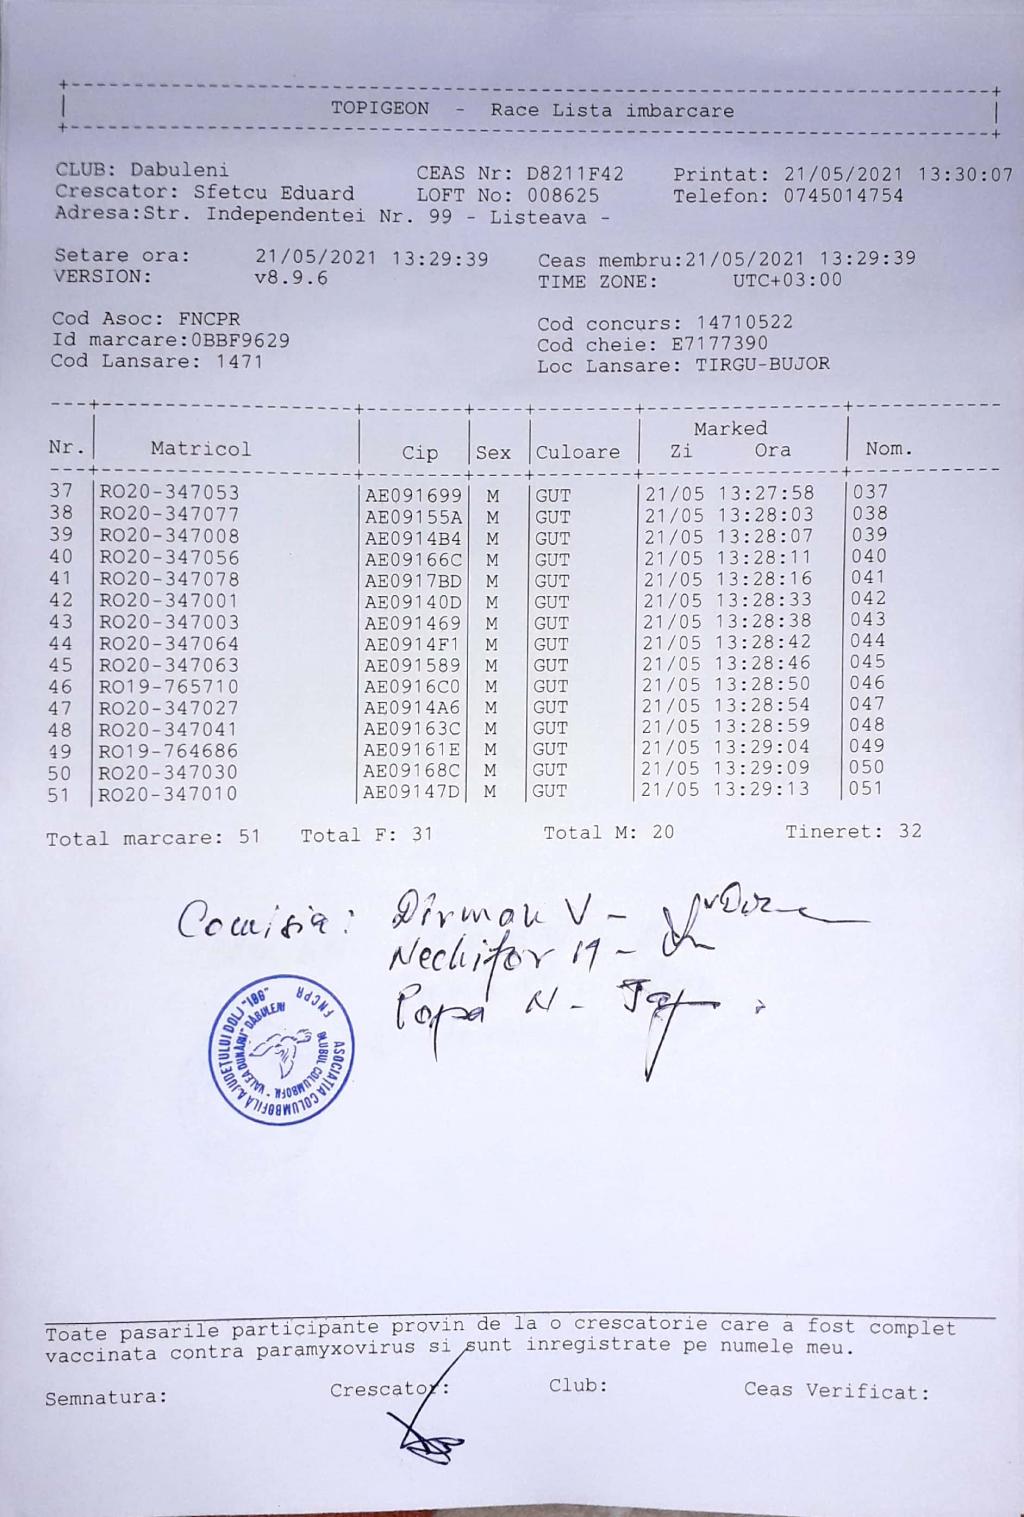 TOPIGEON - Race Lista imbarcare
CLUB: Dabuleni CEAS Nr: D8211F42 Printat: 21/05/2021 13:30:07
Crescator: Sfetcu Eduard LOFT No: 008625 Telefon: 0745014754
Adresa:Str. Independentei Nr. 99 - Listeava -
Setare ora: 21/05/2021 13:29:39 Ceas membru:21/05/2021 13:29:39
VERSION: v8.9.6 TIME ZONE: UTC+03:00
Cod Asoc: FNCPR Cod concurs: 14710522
Id marcare:0BBF9629 Cod cheie: E7177390
Cod Lansare: 1471 Loc Lansare: TIRGU-BUJOR
Marked
Nr. Matricol Cip Sex Culoare Zi Ora Nom.
37 RO20-347053 AE091699 M GUT 21/05 13:27:58 037
38 RO20-347077 AE09155A M GUT 21/05 13:28:03 038
39 RO20-347008 AE0914B4 M GUT 21/05 13:28:07 039
40 RO20-347056 AE09166C M GUT 21/05 13:28:11 040
41 RO20-347078 AE0917BD M GUT 21/05 13:28:16 041
42 RO20-347001 AE09140D M GUT 21/05 13:28:33 042
43 RO20-347003 AE091469 M GUT 21/05 13:28:38 043
44 RO20-347064 AE0914F1 M GUT 21/05 13:28:42 044
45 RO20-347063 AE091589 M GUT 21/05 13:28:46 045
46 RO19-765710 AE0916C0 M GUT 21/05 13:28:50 046
47 RO20-347027 AE0914A6 M GUT 21/05 13:28:54 047
48 RO20-347041 AE09163C M GUT 21/05 13:28:59 048
49 RO19-764686 AE09161E M GUT 21/05 13:29:04 049
50 RO20-347030 AE09168C M GUT 21/05 13:29:09 050
51 RO20-347010 AE09147D M GUT 21/05 13:29:13 051
Total marcare: 51 Total F: 31 Total M: 20 Tineret: 32
Comisia: Dîrmau V -
Nechifor M -
Popa N -
ASOCIATIA COLUMBOFILA JUDETULUI DOLJ "186" FNCPR
CLUBUL COLUMBOFIL "VALEA DUNARII" DABULENI
Toate pasarile participante provin de la o crescatorie care a fost complet
vaccinata contra paramyxovirus si sunt inregistrate pe numele meu.
Semnatura: Crescator: Club: Ceas Verificat: